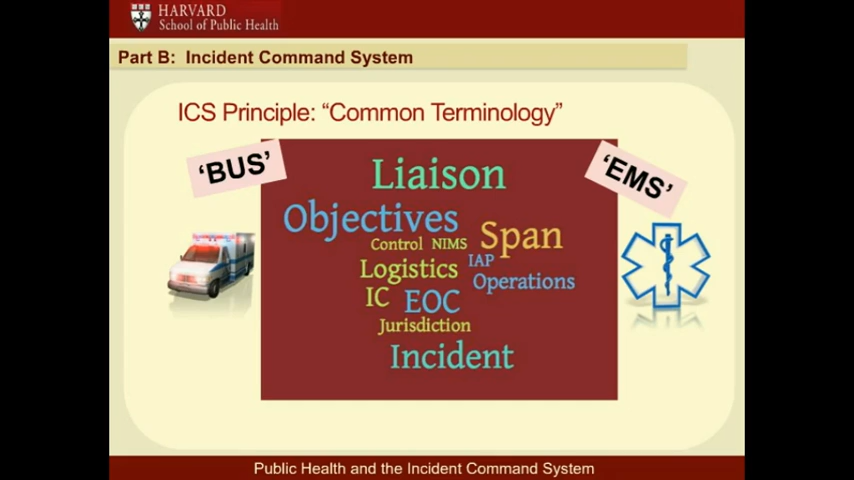 HARVARD
School of Public Health
Part B: Incident Command System
ICS Principle: “Common Terminology”
‘BUS’
‘EMS’
Liaison
Objectives
Span
Control NIMS
IAP
Logistics
Operations
IC EOC
Jurisdiction
Incident
Public Health and the Incident Command System